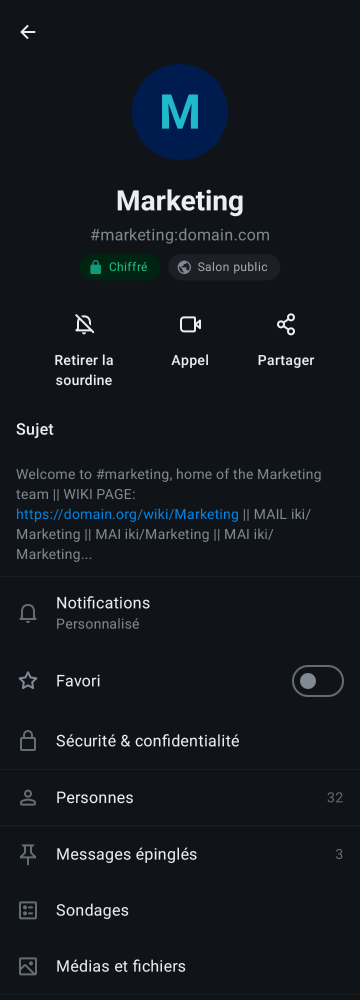 M
Marketing
#marketing:domain.com
Chiffré
Salon public
Retirer la
sourdine
Appel
Partager
Sujet
Welcome to #marketing, home of the Marketing
team || WIKI PAGE:
https://domain.org/wiki/Marketing || MAIL iki/
Marketing || MAI iki/Marketing || MAI iki/
Marketing...
Notifications
Personnalisé
Favori
Sécurité & confidentialité
Personnes
32
Messages épinglés
3
Sondages
Médias et fichiers